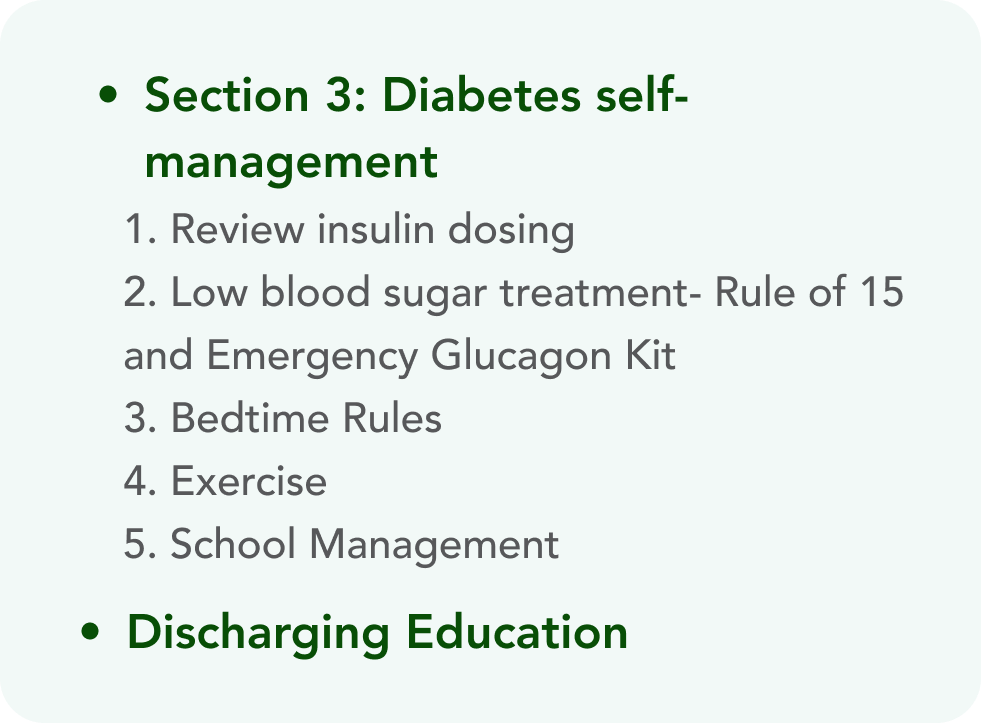 • Section 3: Diabetes self-
management
1. Review insulin dosing
2. Low blood sugar treatment- Rule of 15
and Emergency Glucagon Kit
3. Bedtime Rules
4. Exercise
5. School Management
• Discharging Education